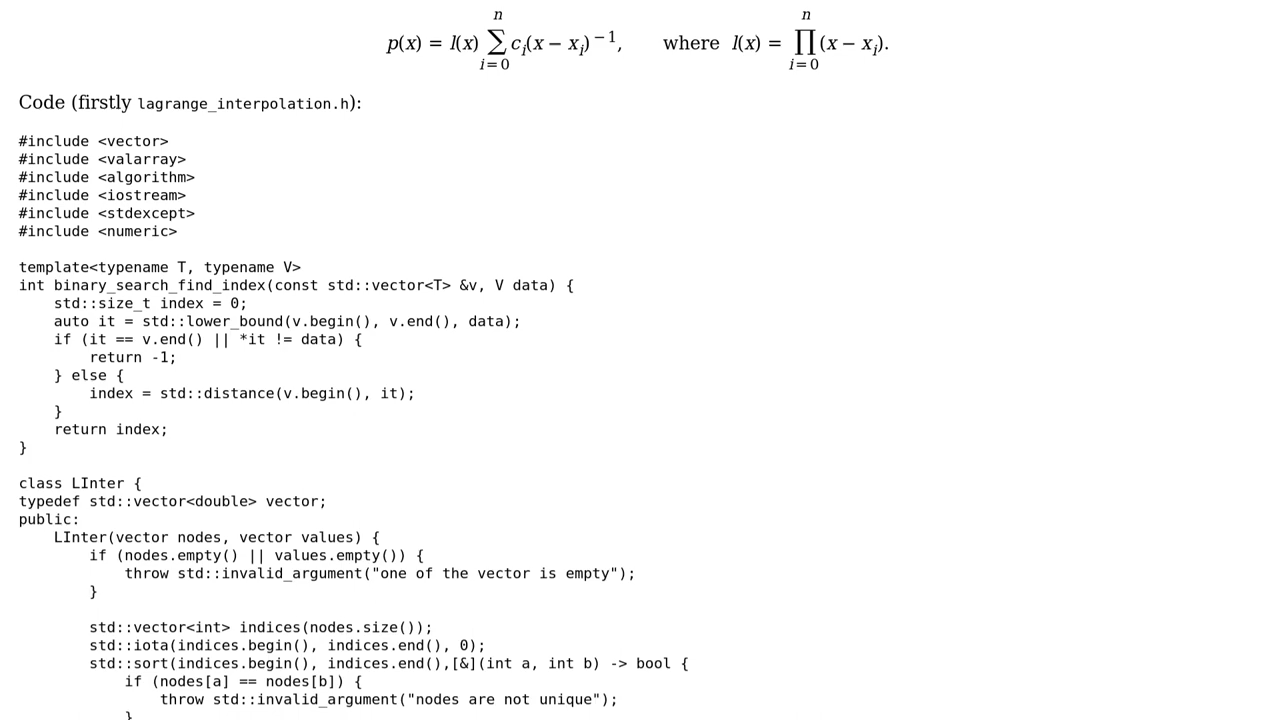 p(x) = l(x) ∑_{i=0}^{n} c_i(x − x_i)^{−1}, where l(x) = ∏_{i=0}^{n} (x − x_i).
Code (firstly lagrange_interpolation.h):
#include <vector>
#include <valarray>
#include <algorithm>
#include <iostream>
#include <stdexcept>
#include <numeric>
template<typename T, typename V>
int binary_search_find_index(const std::vector<T> &v, V data) {
    std::size_t index = 0;
    auto it = std::lower_bound(v.begin(), v.end(), data);
    if (it == v.end() || *it != data) {
        return -1;
    } else {
        index = std::distance(v.begin(), it);
    }
    return index;
}
class LInter {
typedef std::vector<double> vector;
public:
    LInter(vector nodes, vector values) {
        if (nodes.empty() || values.empty()) {
            throw std::invalid_argument("one of the vector is empty");
        }
        std::vector<int> indices(nodes.size());
        std::iota(indices.begin(), indices.end(), 0);
        std::sort(indices.begin(), indices.end(),[&](int a, int b) -> bool {
            if (nodes[a] == nodes[b]) {
                throw std::invalid_argument("nodes are not unique");
            }